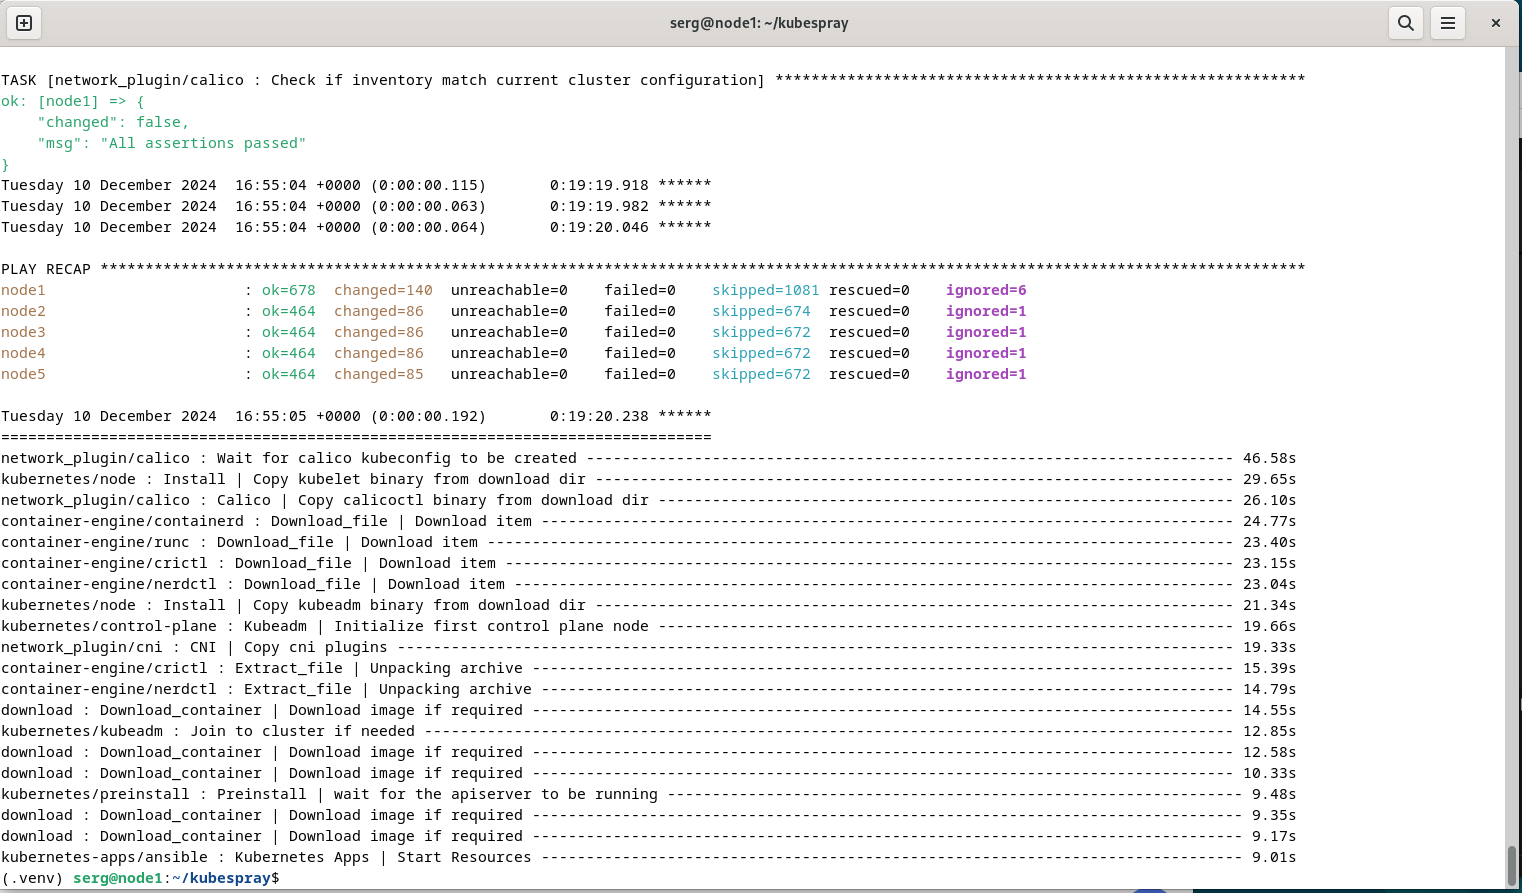 serg@node1: ~/kubespray
TASK [network_plugin/calico : Check if inventory match current cluster configuration] ***********************************************************
ok: [node1] => {
    "changed": false,
    "msg": "All assertions passed"
}
Tuesday 10 December 2024  16:55:04 +0000 (0:00:00.115)       0:19:19.918 ******
Tuesday 10 December 2024  16:55:04 +0000 (0:00:00.063)       0:19:19.982 ******
Tuesday 10 December 2024  16:55:04 +0000 (0:00:00.064)       0:19:20.046 ******
PLAY RECAP **************************************************************************************************************************************
node1                      : ok=678  changed=140  unreachable=0    failed=0    skipped=1081 rescued=0    ignored=6
node2                      : ok=464  changed=86   unreachable=0    failed=0    skipped=674  rescued=0    ignored=1
node3                      : ok=464  changed=86   unreachable=0    failed=0    skipped=672  rescued=0    ignored=1
node4                      : ok=464  changed=86   unreachable=0    failed=0    skipped=672  rescued=0    ignored=1
node5                      : ok=464  changed=85   unreachable=0    failed=0    skipped=672  rescued=0    ignored=1
Tuesday 10 December 2024  16:55:05 +0000 (0:00:00.192)       0:19:20.238 ******
===============================================================================
network_plugin/calico : Wait for calico kubeconfig to be created ------------------------------------------------------------------------ 46.58s
kubernetes/node : Install | Copy kubelet binary from download dir ----------------------------------------------------------------------- 29.65s
network_plugin/calico : Calico | Copy calicoctl binary from download dir ---------------------------------------------------------------- 26.10s
container-engine/containerd : Download_file | Download item ----------------------------------------------------------------------------- 24.77s
container-engine/runc : Download_file | Download item ----------------------------------------------------------------------------------- 23.40s
container-engine/crictl : Download_file | Download item --------------------------------------------------------------------------------- 23.15s
container-engine/nerdctl : Download_file | Download item -------------------------------------------------------------------------------- 23.04s
kubernetes/node : Install | Copy kubeadm binary from download dir ----------------------------------------------------------------------- 21.34s
kubernetes/control-plane : Kubeadm | Initialize first control plane node ---------------------------------------------------------------- 19.66s
network_plugin/cni : CNI | Copy cni plugins --------------------------------------------------------------------------------------------- 19.33s
container-engine/crictl : Extract_file | Unpacking archive ------------------------------------------------------------------------------ 15.39s
container-engine/nerdctl : Extract_file | Unpacking archive ----------------------------------------------------------------------------- 14.79s
download : Download_container | Download image if required ------------------------------------------------------------------------------ 14.55s
kubernetes/kubeadm : Join to cluster if needed ------------------------------------------------------------------------------------------ 12.85s
download : Download_container | Download image if required ------------------------------------------------------------------------------ 12.58s
download : Download_container | Download image if required ------------------------------------------------------------------------------ 10.33s
kubernetes/preinstall : Preinstall | wait for the apiserver to be running ---------------------------------------------------------------- 9.48s
download : Download_container | Download image if required ------------------------------------------------------------------------------- 9.35s
download : Download_container | Download image if required ------------------------------------------------------------------------------- 9.17s
kubernetes-apps/ansible : Kubernetes Apps | Start Resources ------------------------------------------------------------------------------ 9.01s
(.venv) serg@node1:~/kubespray$